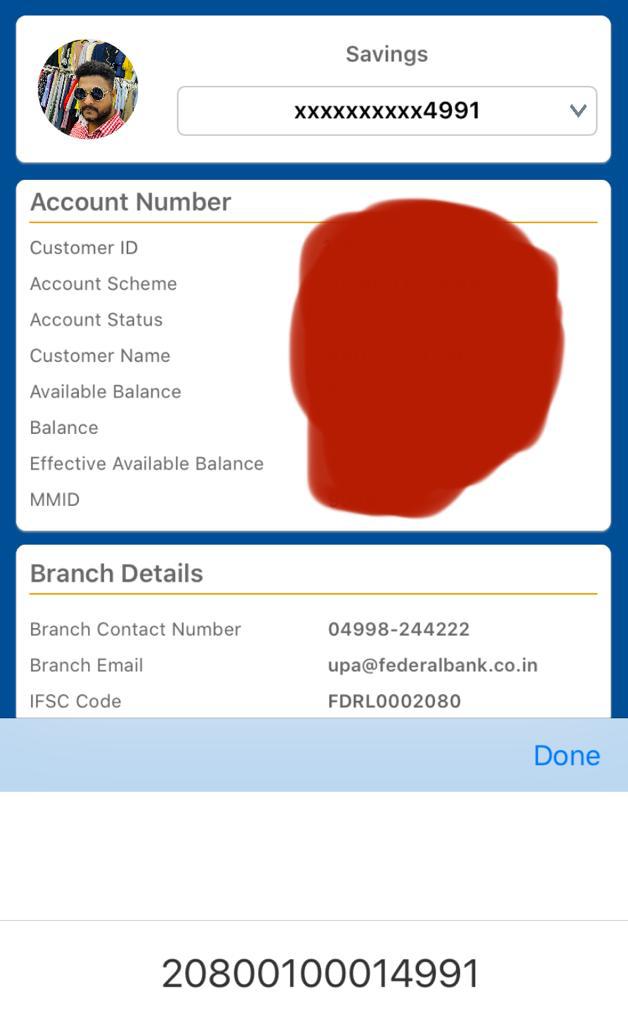 Savings
xxxxxxxxxx4991
Account Number
Customer ID
Account Scheme
Account Status
Customer Name
Available Balance
Balance
Effective Available Balance
MMID
Branch Details
Branch Contact Number 04998-244222
Branch Email upa@federalbank.co.in
IFSC Code FDRL0002080
Done
20800100014991